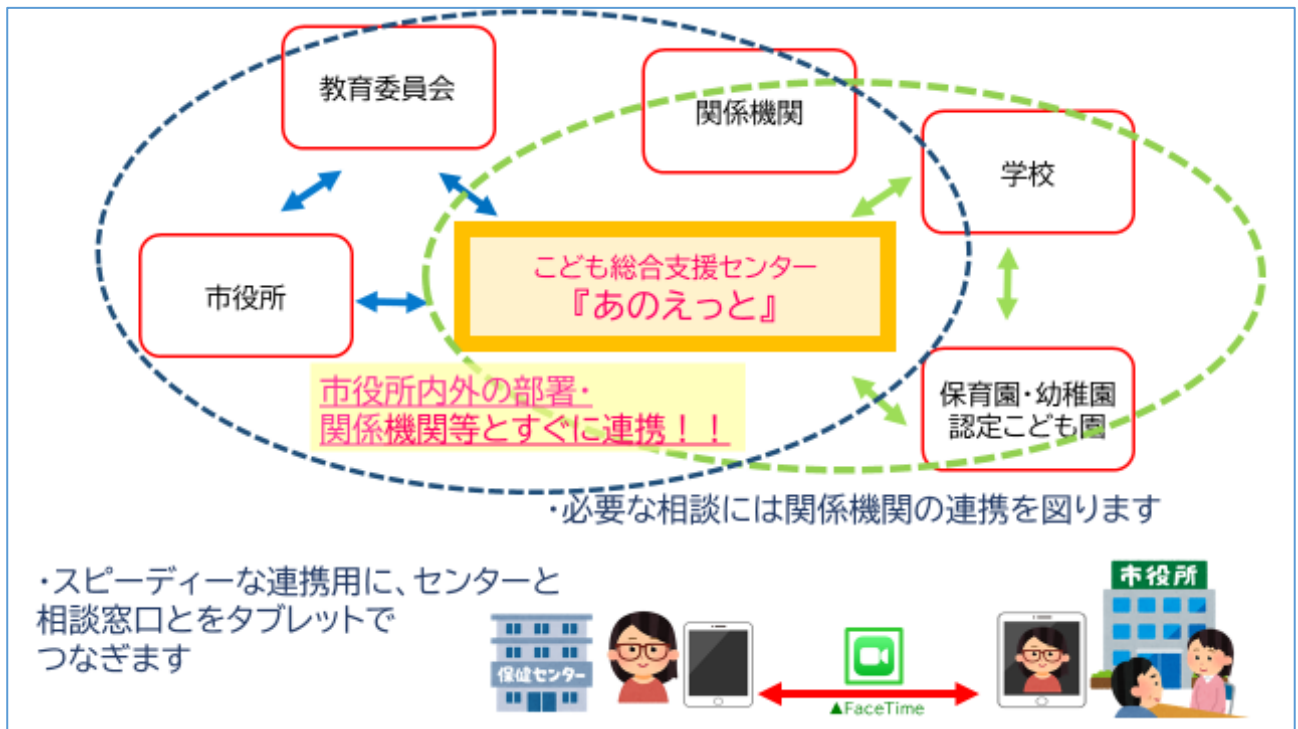 教育委員会
関係機関
学校
市役所
こども総合支援センター
『あのえっと』
保育園・幼稚園
認定こども園
市役所内外の部署・
関係機関等とすぐに連携！！
・必要な相談には関係機関の連携を図ります
・スピーディーな連携用に、センターと
相談窓口とをタブレットで
つなぎます
保健センター
▲FaceTime
市役所